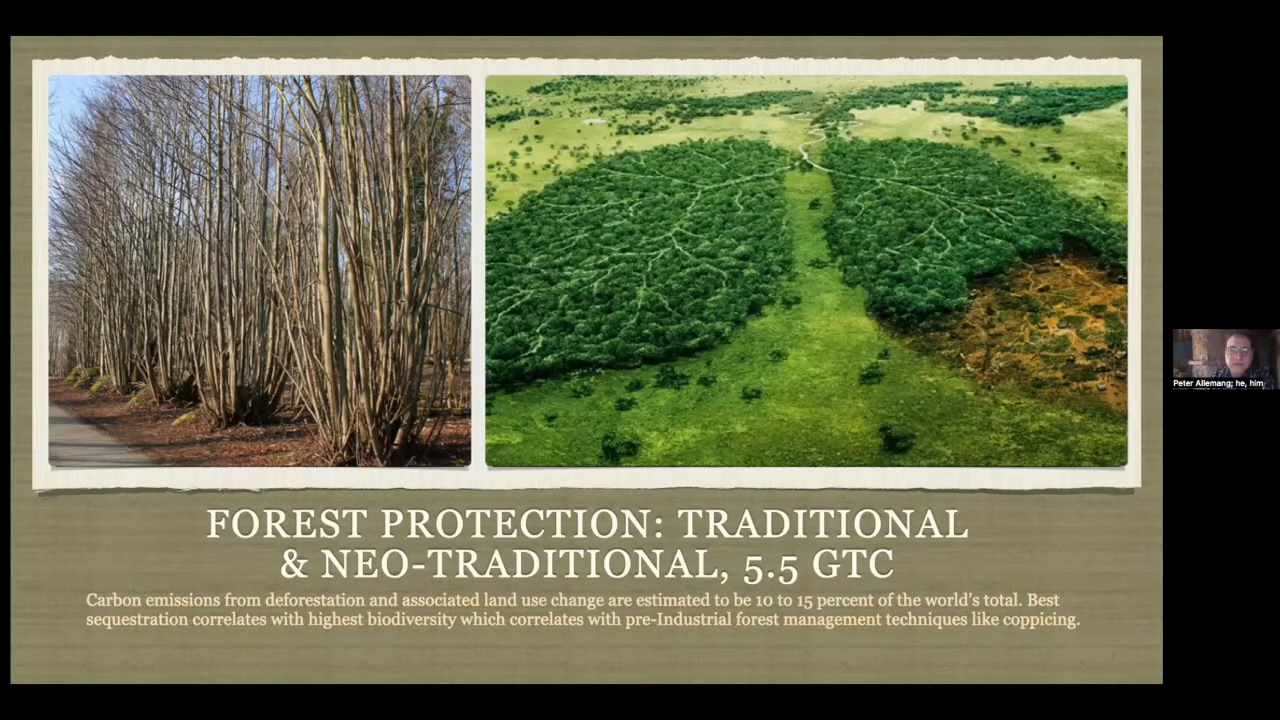 FOREST PROTECTION: TRADITIONAL
& NEO-TRADITIONAL, 5.5 GTC
Carbon emissions from deforestation and associated land use change are estimated to be 10 to 15 percent of the world’s total. Best
sequestration correlates with highest biodiversity which correlates with pre-Industrial forest management techniques like coppicing.
Peter Allemang; he, him